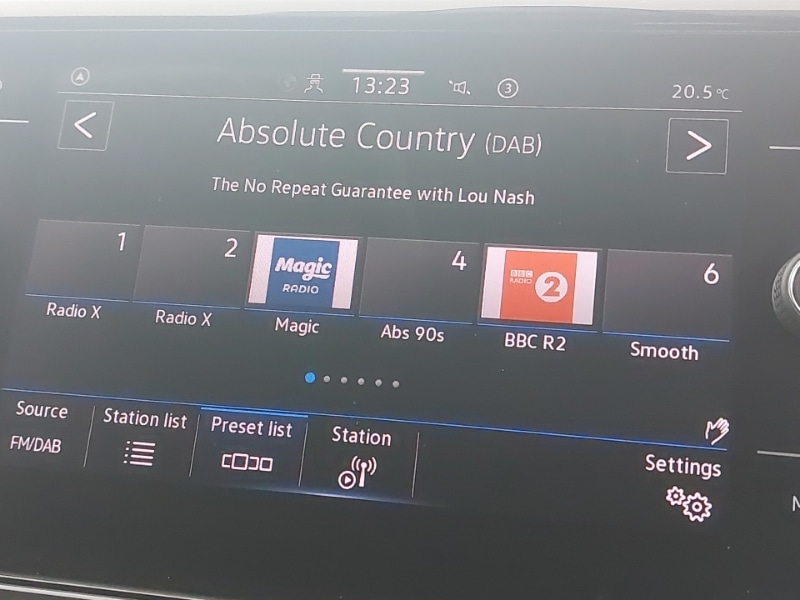 13:23
3
20.5°C
Absolute Country (DAB)
The No Repeat Guarantee with Lou Nash
1
2
Magic
RADIO
4
BBC
RADIO
2
6
Radio X
Radio X
Magic
Abs 90s
BBC R2
Smooth
Source
FM/DAB
Station list
Preset list
Station
Settings